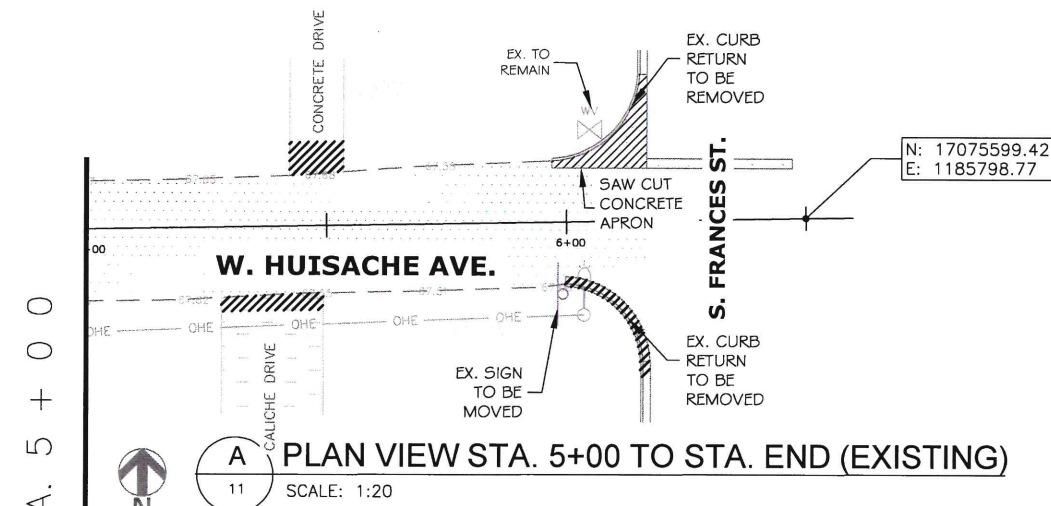 CONCRETE DRIVE
EX. TO
REMAIN
WV
EX. CURB
RETURN
TO BE
REMOVED
N: 17075599.42
E: 1185798.77
SAW CUT
CONCRETE
APRON
S. FRANCES ST.
6+00
W. HUISACHE AVE.
OHE
OHE
OHE
OHE
OHE
CALICHE DRIVE
EX. SIGN
TO BE
MOVED
EX. CURB
RETURN
TO BE
REMOVED
A. 5+00
N
A
11
PLAN VIEW STA. 5+00 TO STA. END (EXISTING)
SCALE: 1:20